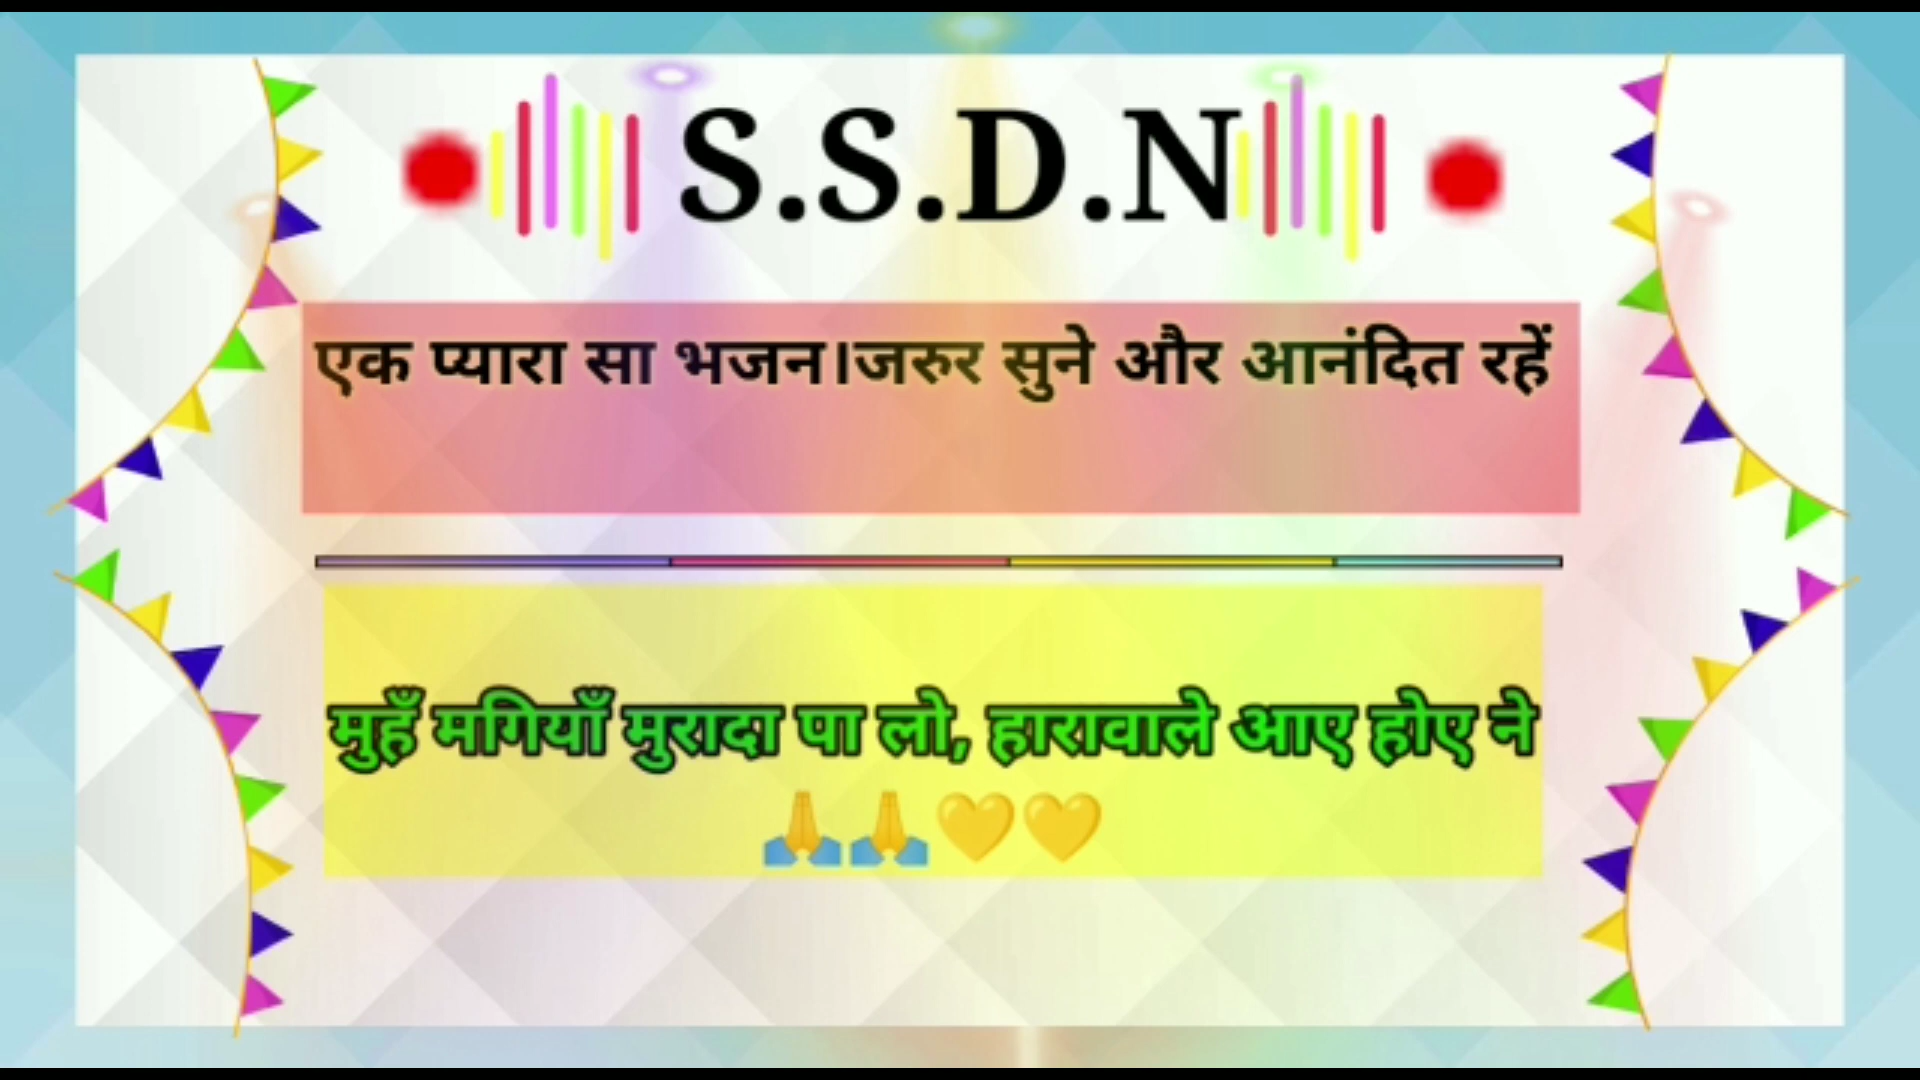 S.S.D.N
एक प्यारा सा भजन।जरुर सुने और आनंदित रहें
मुहँ मगियाँ मुरादा पा लो, हारावाले आए होए ने
🙏🙏💛💛